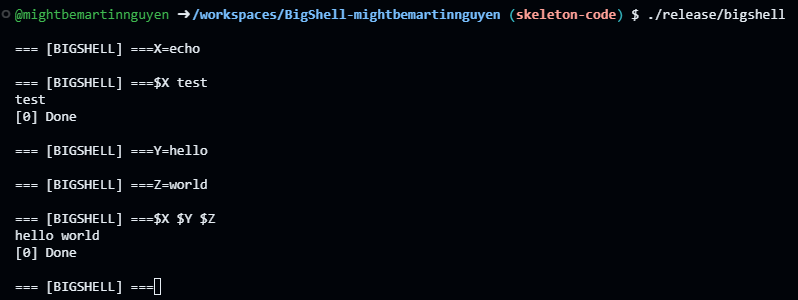 @mightbemartinnguyen ➜/workspaces/BigShell-mightbemartinnguyen (skeleton-code) $ ./release/bigshell
=== [BIGSHELL] ===X=echo
=== [BIGSHELL] ===$X test
test
[0] Done
=== [BIGSHELL] ===Y=hello
=== [BIGSHELL] ===Z=world
=== [BIGSHELL] ===$X $Y $Z
hello world
[0] Done
=== [BIGSHELL] ===